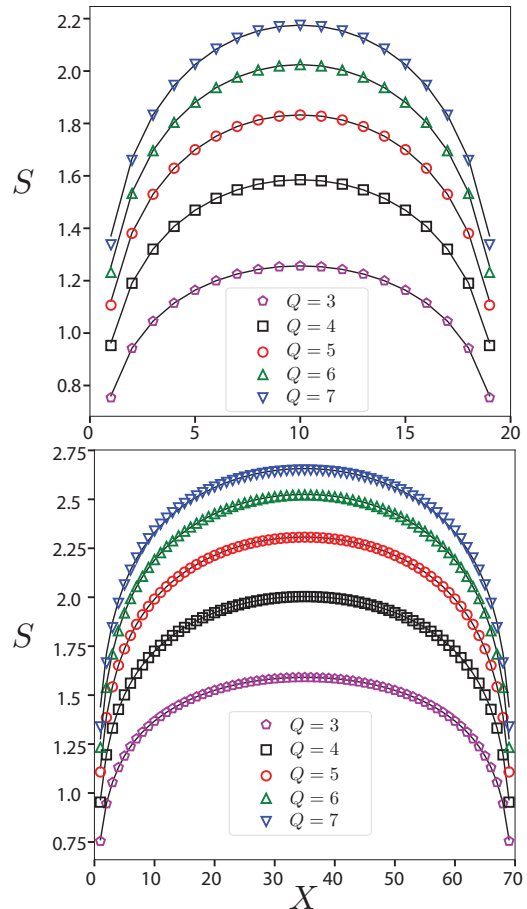 2.2
2.0
1.8
S
1.6
1.4
1.2
1.0
0.8
Q = 3
Q = 4
Q = 5
Q = 6
Q = 7
0 5 10 15 20
2.75
2.5
2.25
2.0
S
1.75
1.5
1.25
1.0
0.75
Q = 3
Q = 4
Q = 5
Q = 6
Q = 7
0 10 20 30 40 50 60 70
X